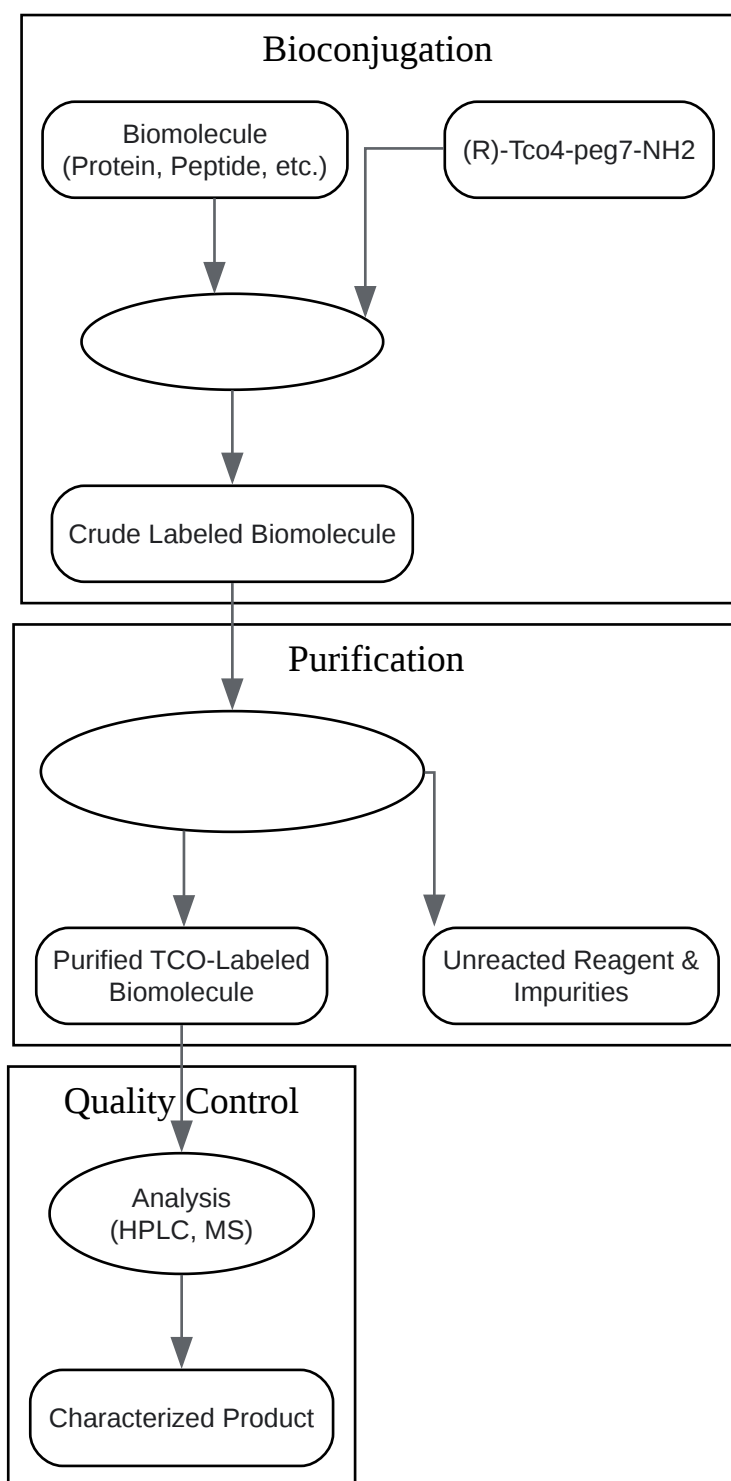 Bioconjugation
Biomolecule
(Protein, Peptide, etc.)
(R)-Tco4-peg7-NH2
Crude Labeled Biomolecule
Purification
Purified TCO-Labeled
Biomolecule
Unreacted Reagent &
Impurities
Quality Control
Analysis
(HPLC, MS)
Characterized Product